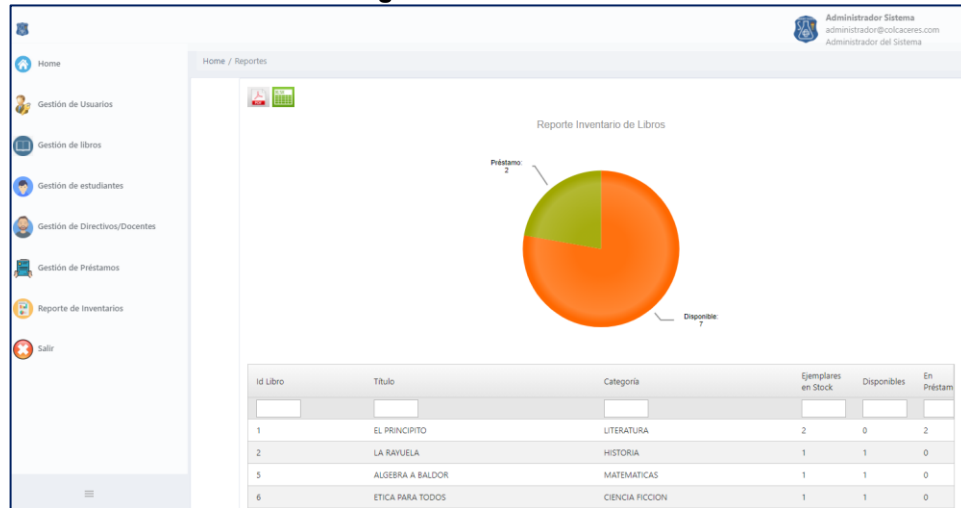 Administrador Sistema
administrador@colcaceres.com
Administrador del Sistema
Home
Gestión de Usuarios
Gestión de libros
Gestión de estudiantes
Gestión de Directivos/Docentes
Gestión de Préstamos
Reporte de Inventarios
Salir
Home / Reportes
PDF
Reporte Inventario de Libros
Préstamo:
2
Disponible:
7
Id Libro Título Categoría Ejemplares en Stock Disponibles En Préstam
1 EL PRINCIPITO LITERATURA 2 0 2
2 LA RAYUELA HISTORIA 1 1 0
5 ALGEBRA A BALDOR MATEMATICAS 1 1 0
6 ETICA PARA TODOS CIENCIA FICCION 1 1 0